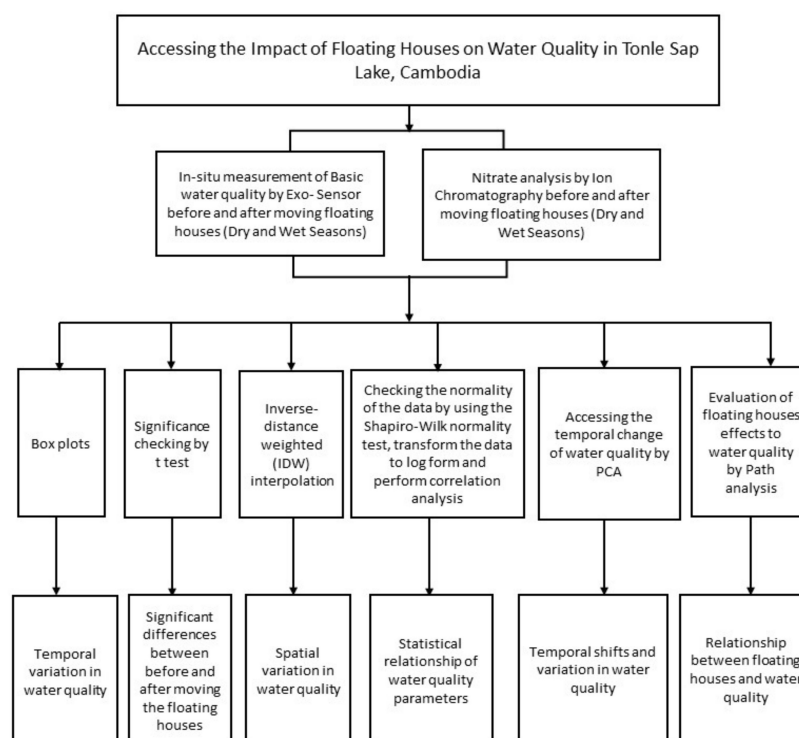 Accessing the Impact of Floating Houses on Water Quality in Tonle Sap
Lake, Cambodia
In-situ measurement of Basic
water quality by Exo- Sensor
before and after moving floating
houses (Dry and Wet Seasons)
Nitrate analysis by Ion
Chromatography before and after
moving floating houses (Dry and
Wet Seasons)
Box plots
Significance
checking by
t test
Inverse-
distance
weighted
(IDW)
interpolation
Checking the normality
of the data by using the
Shapiro-Wilk normality
test, transform the data
to log form and
perform correlation
analysis
Accessing the
temporal change
of water quality by
PCA
Evaluation of
floating houses
effects to
water quality
by Path
analysis
Temporal
variation in
water quality
Significant
differences
between
before and
after moving
the floating
houses
Spatial
variation in
water quality
Statistical
relationship of
water quality
parameters
Temporal shifts and
variation in water
quality
Relationship
between floating
houses and water
quality